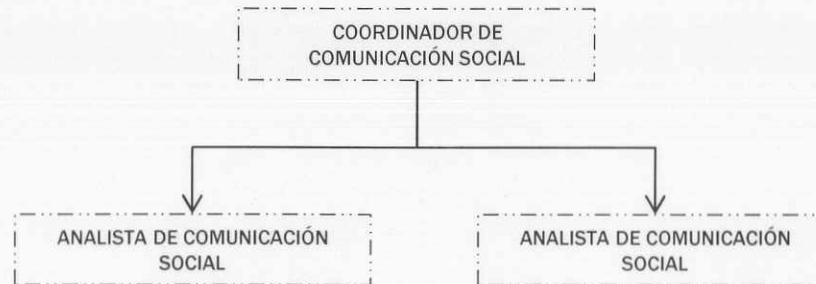 COORDINADOR DE
COMUNICACIÓN SOCIAL
ANALISTA DE COMUNICACIÓN
SOCIAL
ANALISTA DE COMUNICACIÓN
SOCIAL